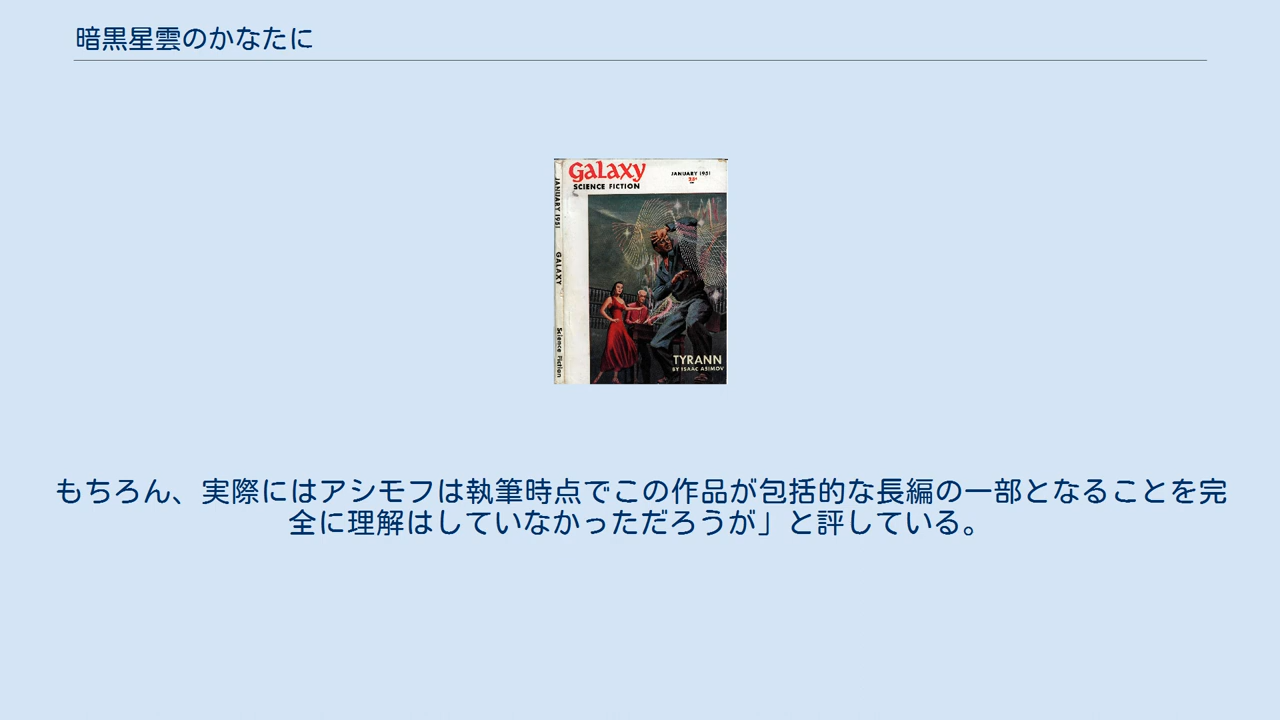 暗黒星雲のかなたに
GALAXY
SCIENCE FICTION
JANUARY 1951
25¢
JANUARY 1951
GALAXY
Science Fiction
TYRANN
BY ISAAC ASIMOV
もちろん、実際にはアシモフは執筆時点でこの作品が包括的な長編の一部となることを完
全に理解はしていなかっただろうが」と評している。